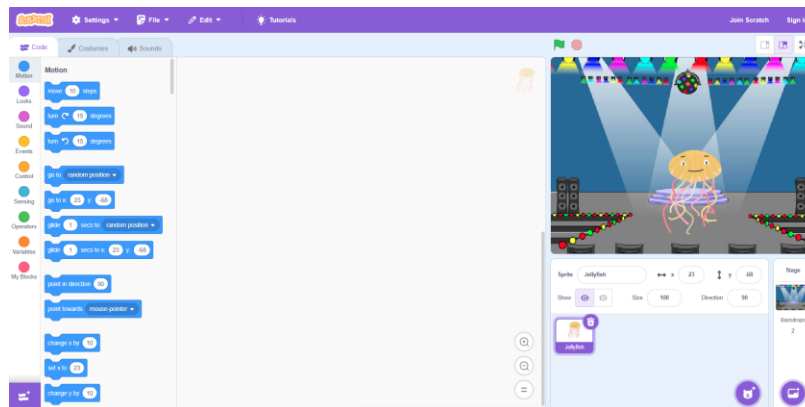 SCRATCH Settings File Edit Tutorials Join Scratch Sign i
Code Costumes Sounds
Motion
Looks
Sound
Events
Control
Sensing
Operators
Variables
My Blocks
Motion
move 10 steps
turn 15 degrees
turn 15 degrees
go to random position
go to x: 23 y: -68
glide 1 secs to random position
glide 1 secs to x: 23 y: -68
point in direction 90
point towards mouse-pointer
change x by 10
set x to 23
change y by 10
Sprite Jellyfish x 23 y -68
Show Size 100 Direction 90
Jellyfish
Stage
Backdrops
2